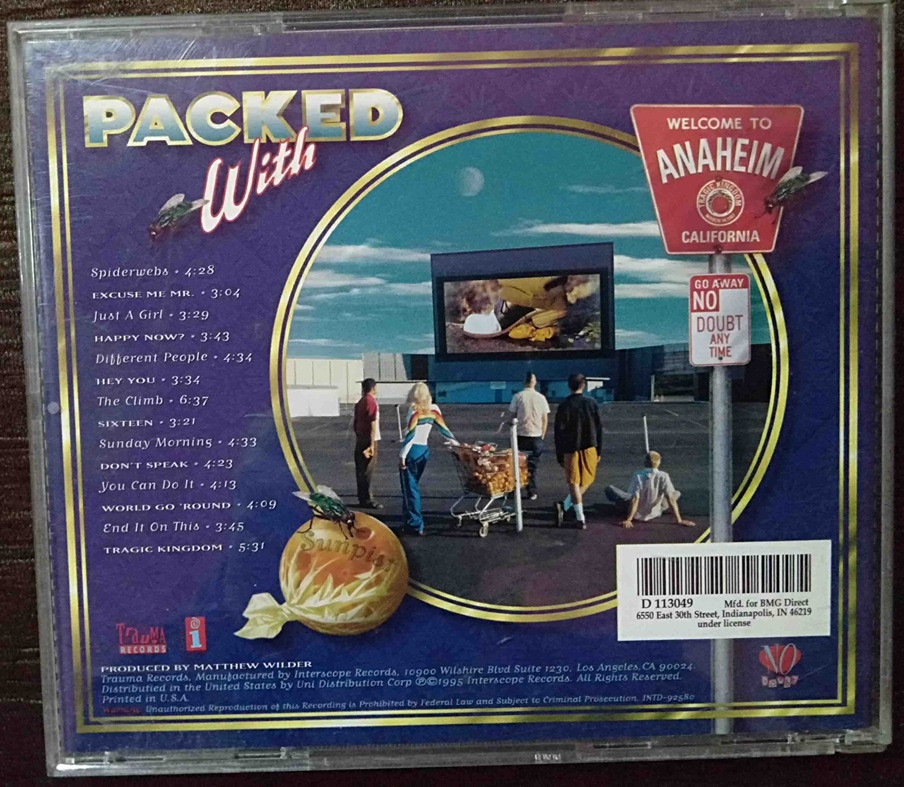 PACKED
With
Spiderwebs • 4:28
EXCUSE ME MR. • 3:04
Just A Girl • 3:29
HAPPY NOW? • 3:43
Different People • 4:34
HEY YOU • 3:34
The Climb • 6:37
SIXTEEN • 3:21
Sunday Morning • 4:33
DON'T SPEAK • 4:23
You Can Do It • 4:13
WORLD GO 'ROUND • 4:09
End It On This • 3:45
TRAGIC KINGDOM • 5:31
WELCOME TO
ANAHEIM
TRAGIC KINGDOM
CALIFORNIA
GO AWAY
NO
DOUBT
ANY
TIME
Sunpist
D 113049 Mfd. for BMG Direct
6550 East 30th Street, Indianapolis, IN 46219
under license
TRAUMA
RECORDS
i
NO
DOUBT
PRODUCED BY MATTHEW WILDER
Trauma Records, Manufactured by Interscope Records, 10900 Wilshire Blvd Suite 1230, Los Angeles, CA 90024.
Distributed in the United States by Uni Distribution Corp ℗©1995 Interscope Records. All Rights Reserved.
Printed in U.S.A.
WARNING: Unauthorized Reproduction of this Recording is Prohibited by Federal Law and Subject to Criminal Prosecution. INTD-92580